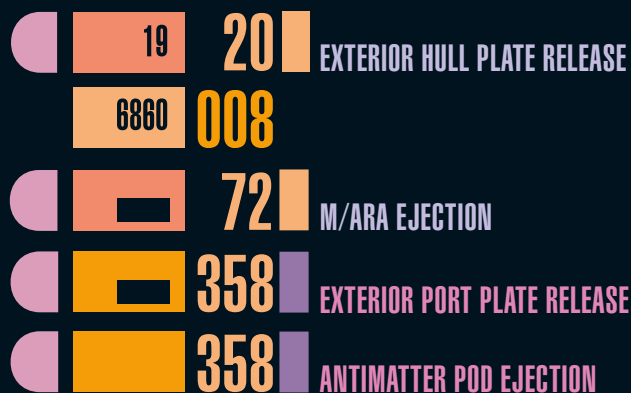 19 20 EXTERIOR HULL PLATE RELEASE
6860 008
72 M/ARA EJECTION
358 EXTERIOR PORT PLATE RELEASE
358 ANTIMATTER POD EJECTION